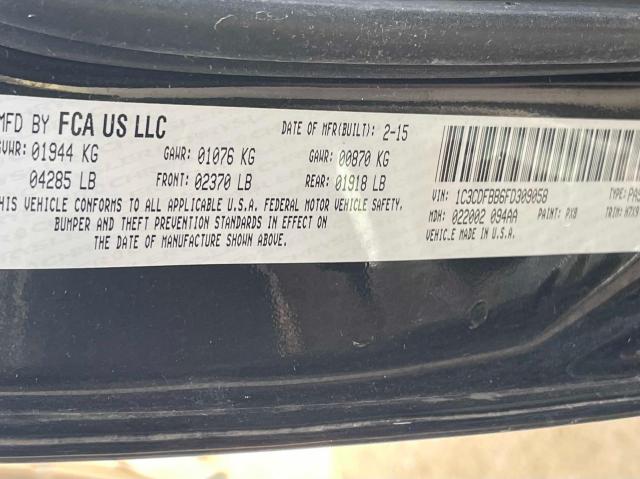 MFD BY FCA US LLC DATE OF MFR(BUILT): 2-15
GVWR: 01944 KG GAWR: 01076 KG GAWR: 00870 KG
04285 LB FRONT: 02370 LB REAR: 01918 LB
THIS VEHICLE CONFORMS TO ALL APPLICABLE U.S.A. FEDERAL MOTOR VEHICLE SAFETY,
BUMPER AND THEFT PREVENTION STANDARDS IN EFFECT ON
THE DATE OF MANUFACTURE SHOWN ABOVE.
VIN: 1C3CDFBB6FD309058 TYPE: PAS
MDH: 022002 094AA PAINT: PX8 TRIM:
VEHICLE MADE IN U.S.A.